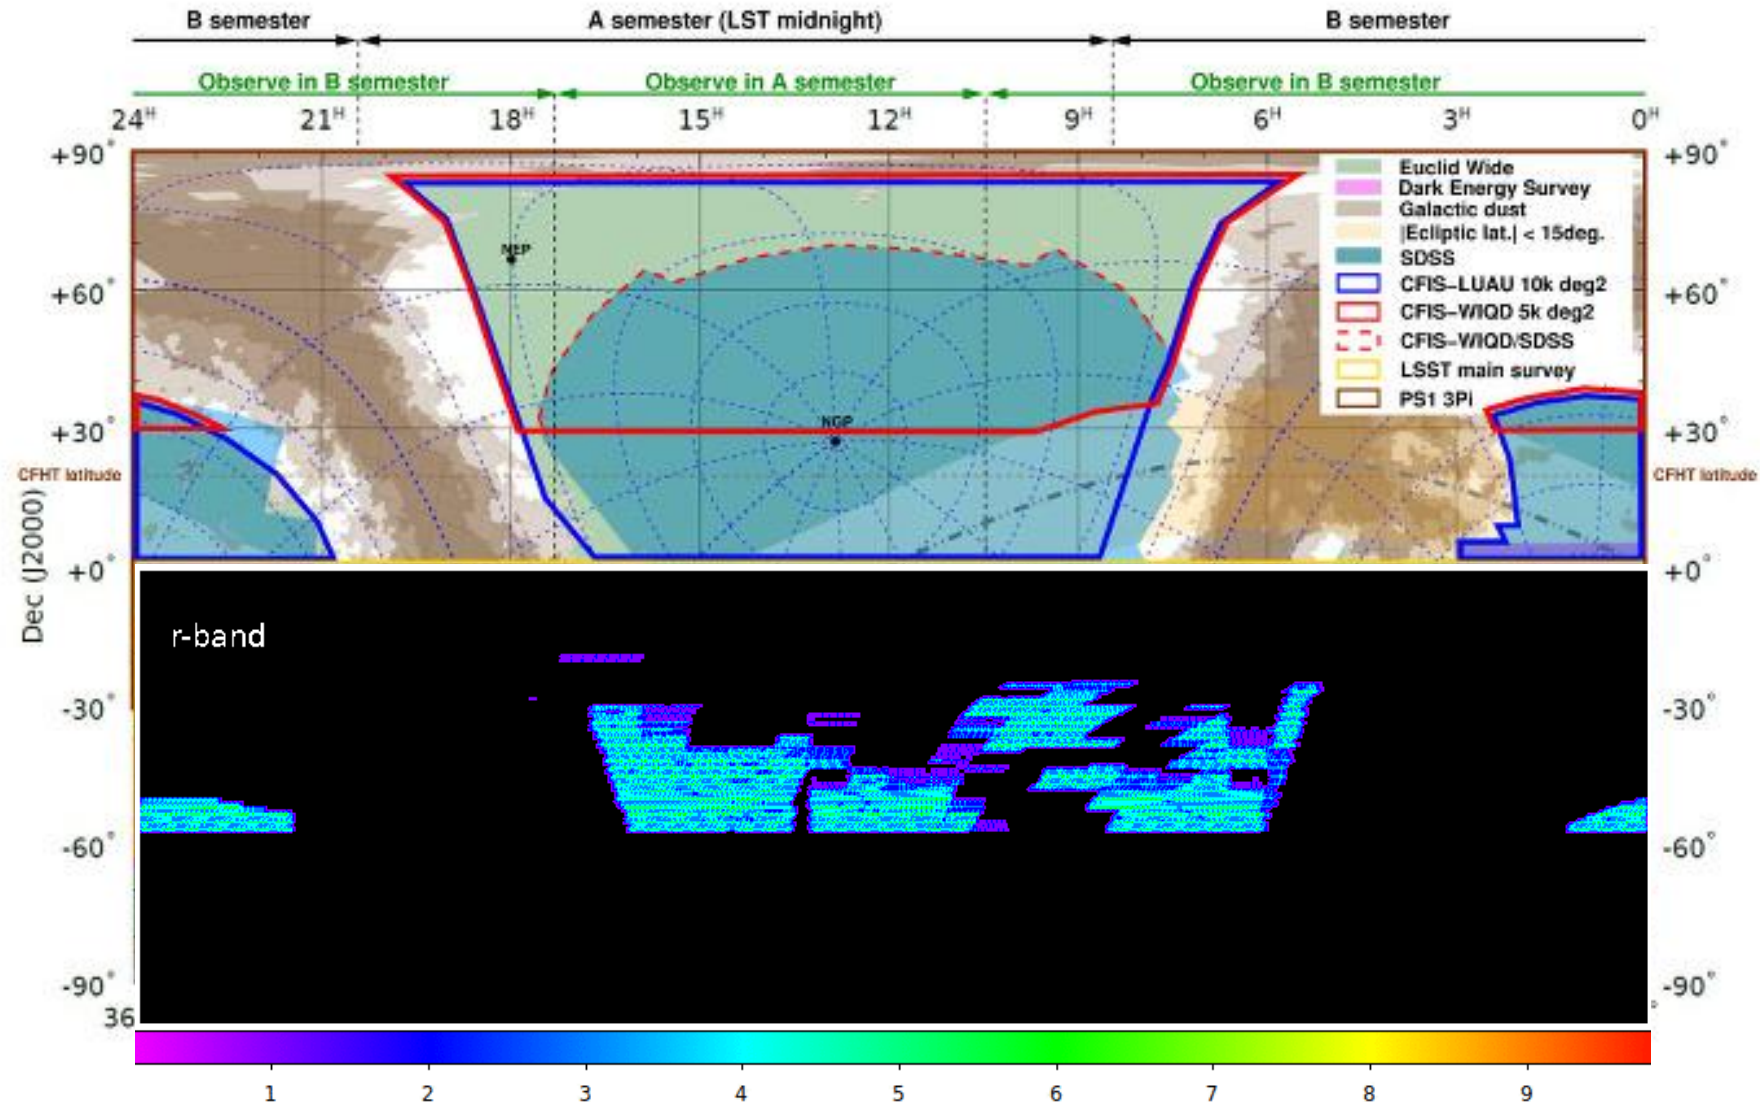 B semester A semester (LST midnight) B semester
Observe in B semester Observe in A semester Observe in B semester
24H 21H 18H 15H 12H 9H 6H 3H 0H
+90° +90°
Euclid Wide
Dark Energy Survey
Galactic dust
|Ecliptic lat.| < 15deg.
SDSS
CFIS-LUAU 10k deg2
CFIS-WIQD 5k deg2
CFIS-WIQD/SDSS
LSST main survey
PS1 3Pi
NEP
+60° +60°
NGP
+30° +30°
CFHT latitude CFHT latitude
Dec (J2000)
+0° +0°
r-band
-30° -30°
-60° -60°
-90° -90°
36 °
1 2 3 4 5 6 7 8 9